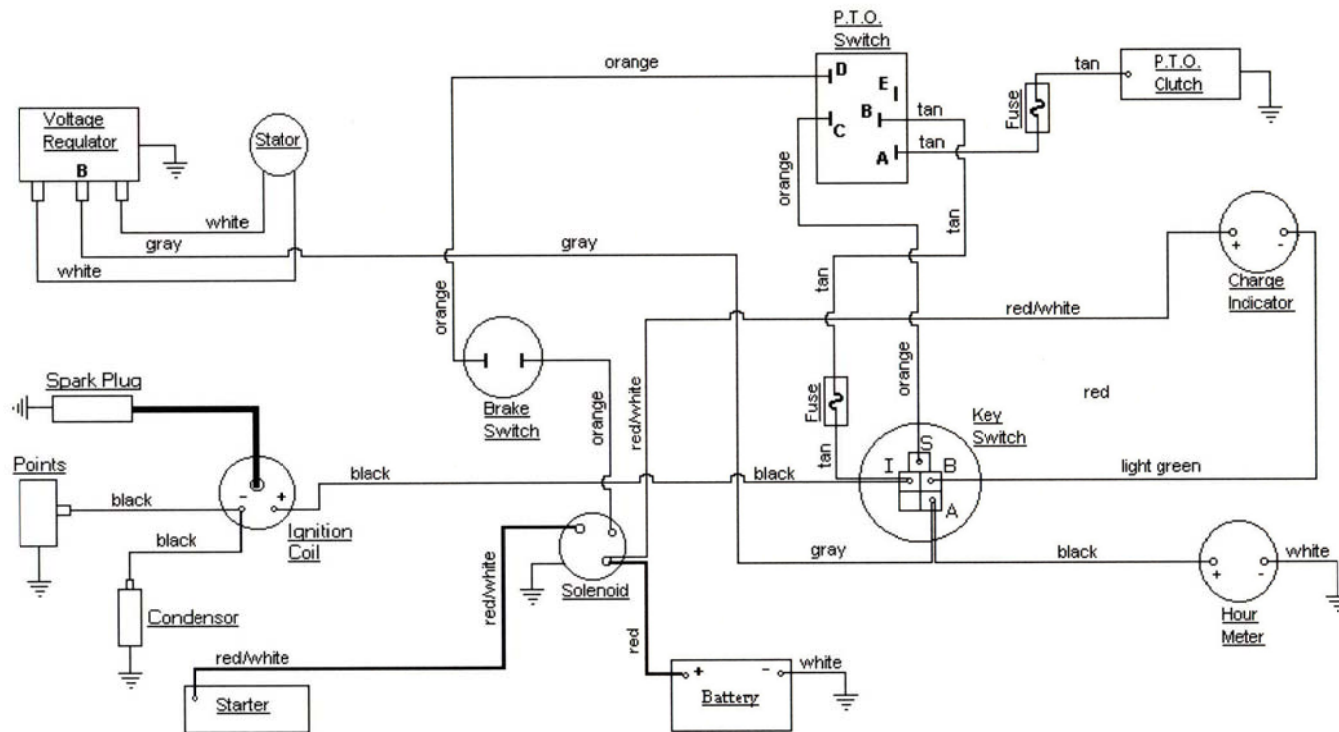 P.T.O.
Switch
orange
D
E
B
C
A
tan
tan
tan
Fuse
P.T.O.
Clutch
Voltage
Regulator
B
Stator
white
gray
white
orange
tan
gray
tan
orange
red/white
+ -
Charge
Indicator
Brake
Switch
orange
red/white
Fuse
orange
red
Key
Switch
Spark Plug
Points
black
- +
Ignition
Coil
black
black
tan
S
I
B
A
light green
black
Condensor
red/white
Solenoid
gray
black
+ -
white
Hour
Meter
red/white
Starter
red
+ -
Battery
white